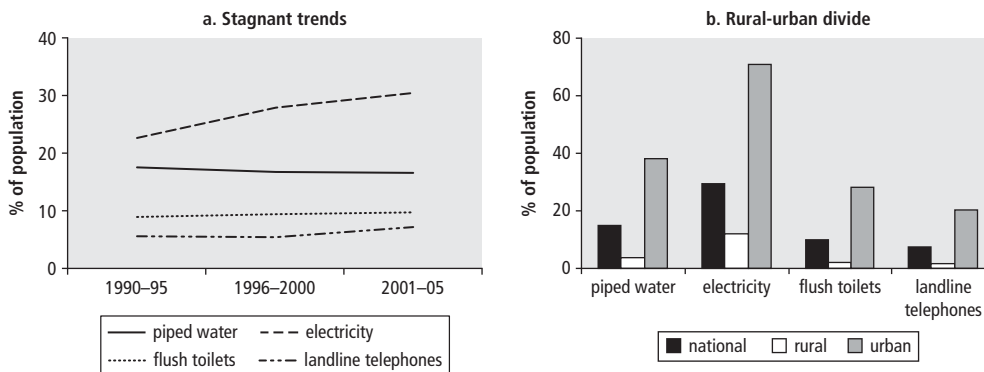 a. Stagnant trends
% of population
40
30
20
10
0
1990–95
1996–2000
2001–05
piped water
electricity
flush toilets
landline telephones
b. Rural-urban divide
% of population
80
60
40
20
0
piped water
electricity
flush toilets
landline
telephones
national
rural
urban